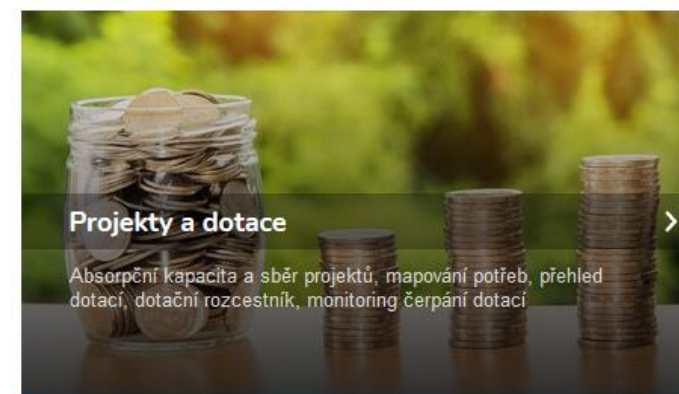 Projekty a dotace
Absorpční kapacita a sběr projektů, mapování potřeb, přehled
dotací, dotační rozcestník, monitoring čerpání dotací